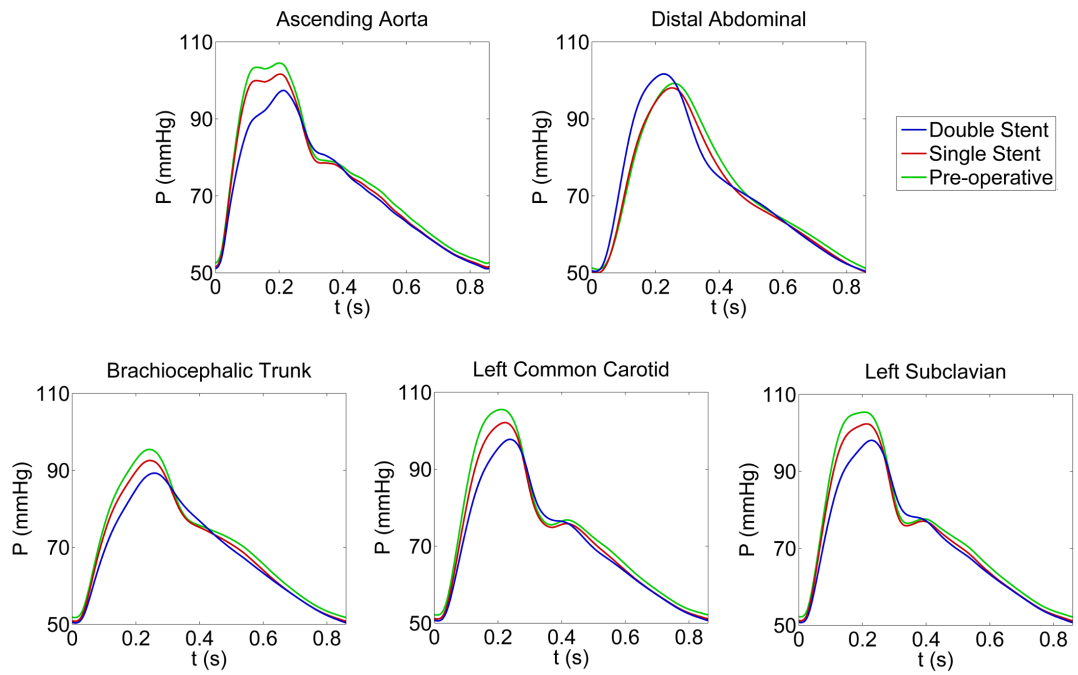 Ascending Aorta
110
90
70
50
P (mmHg)
0 0.2 0.4 0.6 0.8
t (s)
Distal Abdominal
110
90
70
50
P (mmHg)
0 0.2 0.4 0.6 0.8
t (s)
Double Stent
Single Stent
Pre-operative
Brachiocephalic Trunk
110
90
70
50
P (mmHg)
0 0.2 0.4 0.6 0.8
t (s)
Left Common Carotid
110
90
70
50
P (mmHg)
0 0.2 0.4 0.6 0.8
t (s)
Left Subclavian
110
90
70
50
P (mmHg)
0 0.2 0.4 0.6 0.8
t (s)